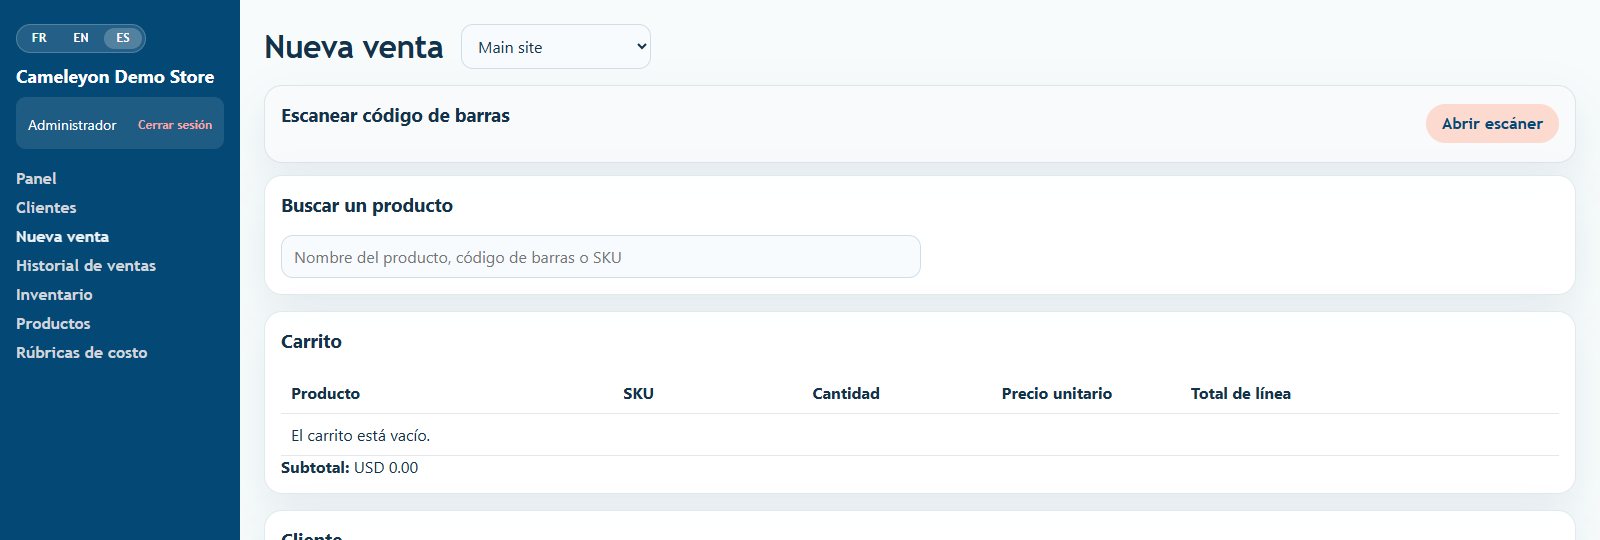 FR EN ES
Cameleyon Demo Store
Administrador Cerrar sesión
Panel
Clientes
Nueva venta
Historial de ventas
Inventario
Productos
Rúbricas de costo
Nueva venta Main site
Escanear código de barras
Abrir escáner
Buscar un producto
Nombre del producto, código de barras o SKU
Carrito
Producto SKU Cantidad Precio unitario Total de línea
El carrito está vacío.
Subtotal: USD 0.00
Cliente